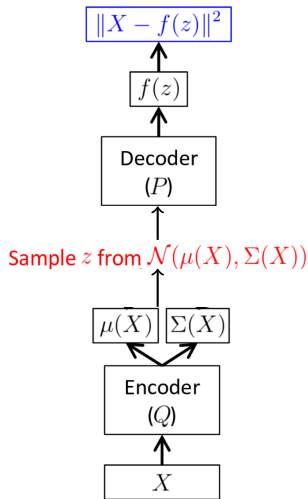 ‖X − f(z)‖²
f(z)
Decoder
(P)
Sample z from 𝒩(μ(X), Σ(X))
μ(X) Σ(X)
Encoder
(Q)
X